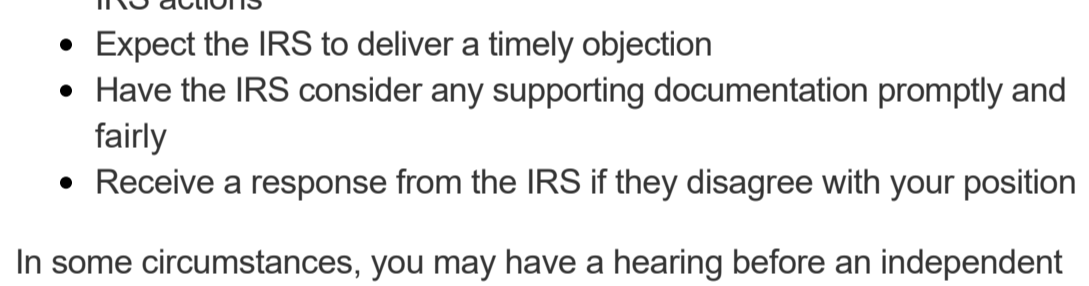 IRS actions
• Expect the IRS to deliver a timely objection
• Have the IRS consider any supporting documentation promptly and
fairly
• Receive a response from the IRS if they disagree with your position
In some circumstances, you may have a hearing before an independent